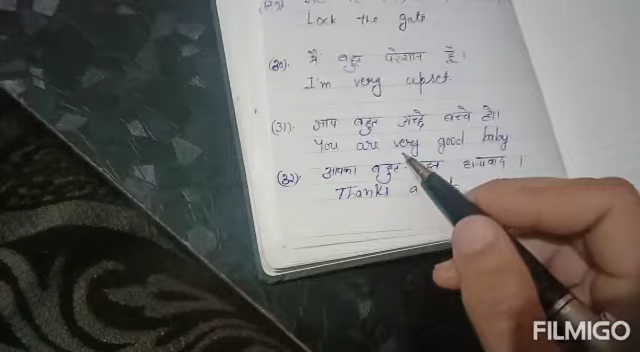 (29)
Lock the gate.
(30). मैं बहुत परेशान हूँ।
I'm very upset.
(31). आप बहुत अच्छे बच्चे हो।
You are very good baby
(32). आपका बहुत धन्यवाद।
Thanks a
FILMIGO